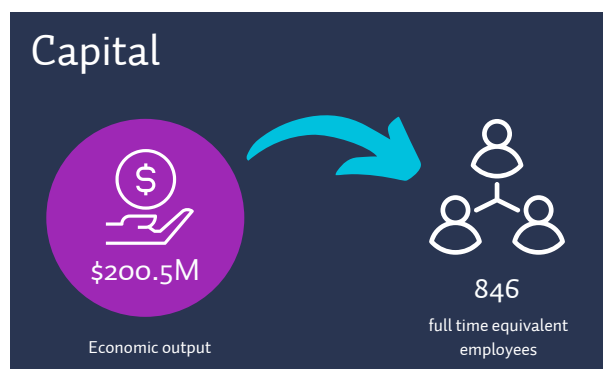 Capital
$
$200.5M
Economic output
846
full time equivalent
employees